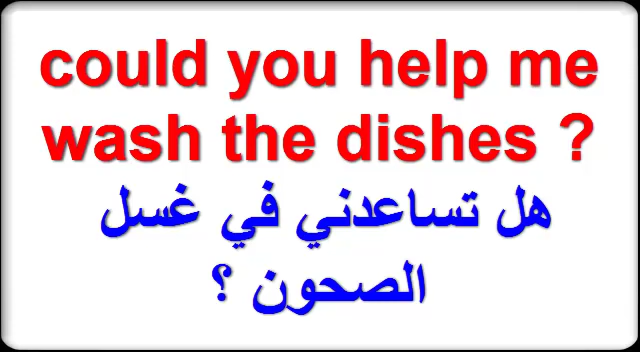 could you help me
wash the dishes ?
هل تساعدني في غسل
الصحون ؟